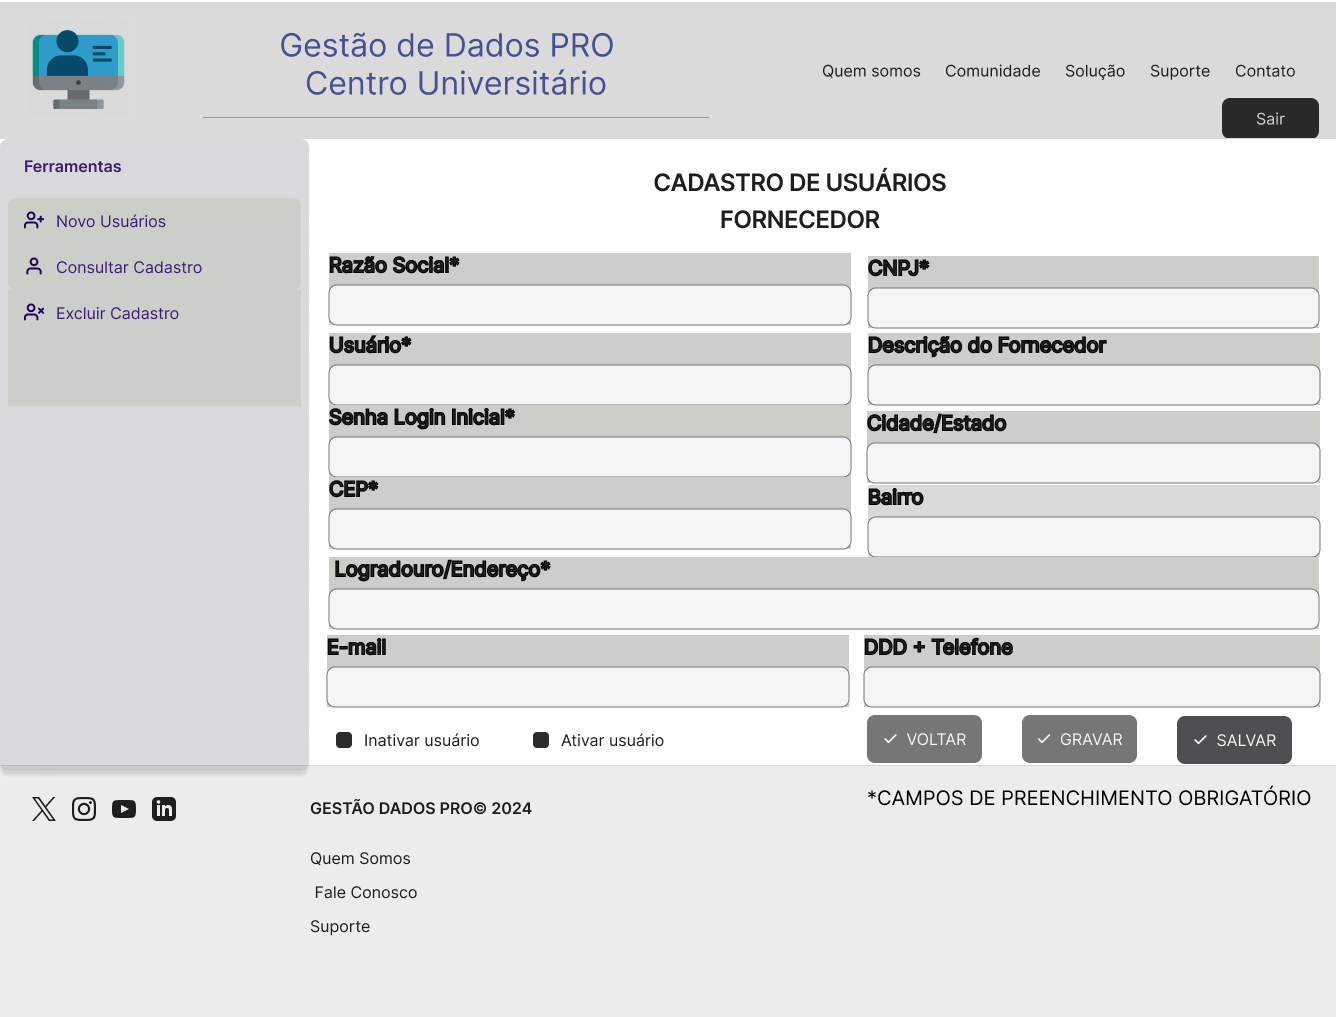 Gestão de Dados PRO
Centro Universitário
Quem somos
Comunidade
Solução
Suporte
Contato
Sair
Ferramentas
Novo Usuários
Consultar Cadastro
Excluir Cadastro
CADASTRO DE USUÁRIOS
FORNECEDOR
Razão Social*
CNPJ*
Usuário*
Descrição do Fornecedor
Senha Login Inicial*
Cidade/Estado
CEP*
Bairro
Logradouro/Endereço*
E-mail
DDD + Telefone
Inativar usuário
Ativar usuário
VOLTAR
GRAVAR
SALVAR
*CAMPOS DE PREENCHIMENTO OBRIGATÓRIO
GESTÃO DADOS PRO© 2024
Quem Somos
Fale Conosco
Suporte